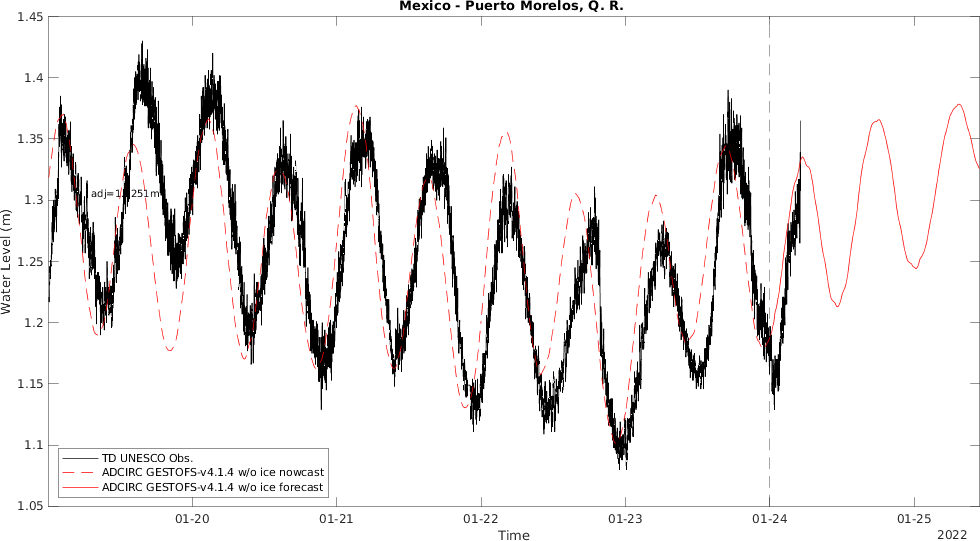 Mexico - Puerto Morelos, Q. R.
1.45
1.4
1.35
1.3
1.25
1.2
1.15
1.1
1.05
Water Level (m)
TD UNESCO Obs.
ADCIRC GESTOFS-v4.1.4 w/o ice nowcast
ADCIRC GESTOFS-v4.1.4 w/o ice forecast
01-20
01-21
01-22
01-23
01-24
01-25
Time
2022